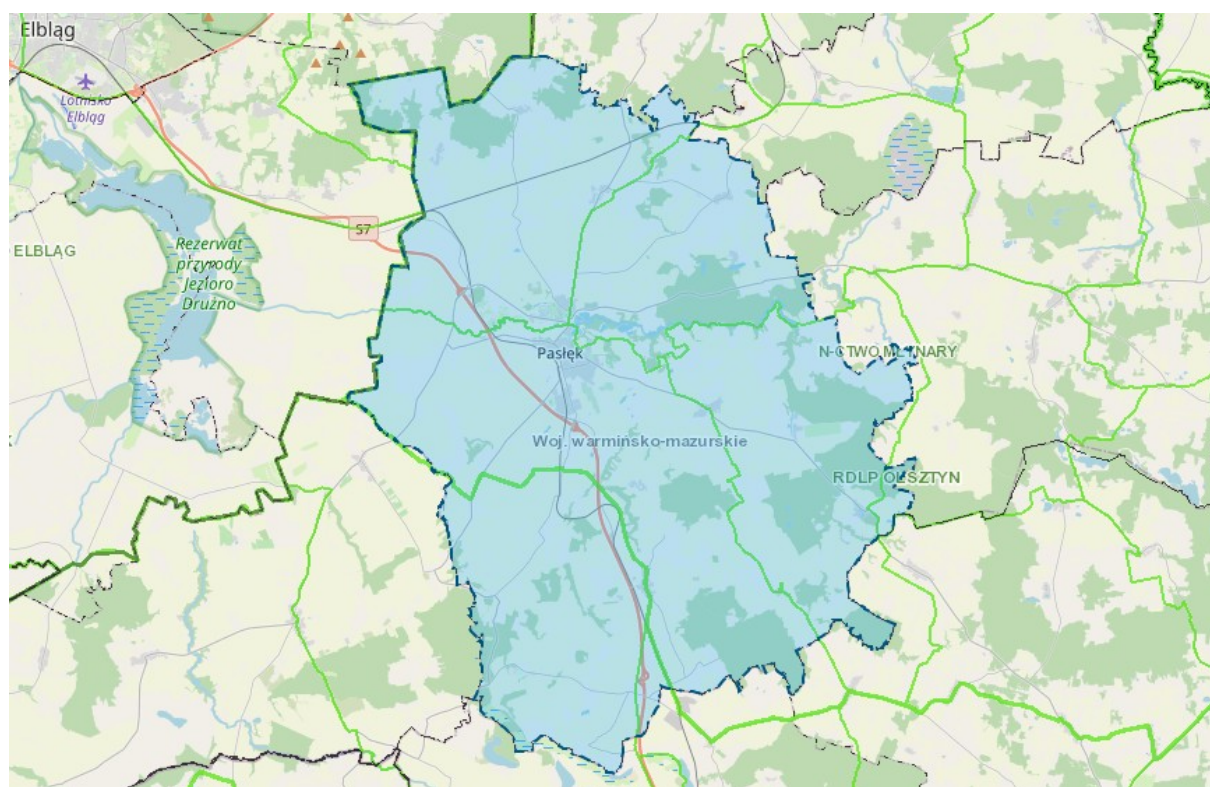 Elbląg
Lotnisko
Elbląg
S7
ELBLĄG
Rezerwat
przyrody
Jezioro
Drużno
Pasłęk
N-CTWO MŁYNARY
Woj. warmińsko-mazurskie
RDLP OLSZTYN